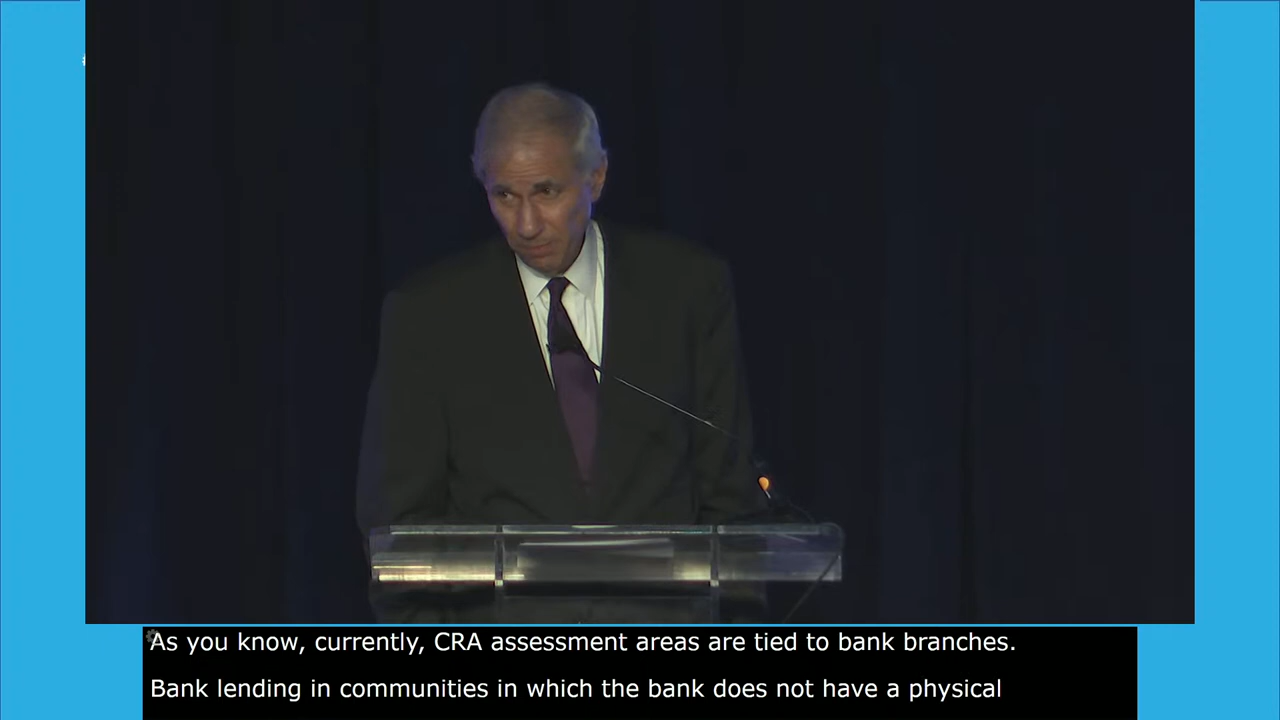 As you know, currently, CRA assessment areas are tied to bank branches.
Bank lending in communities in which the bank does not have a physical